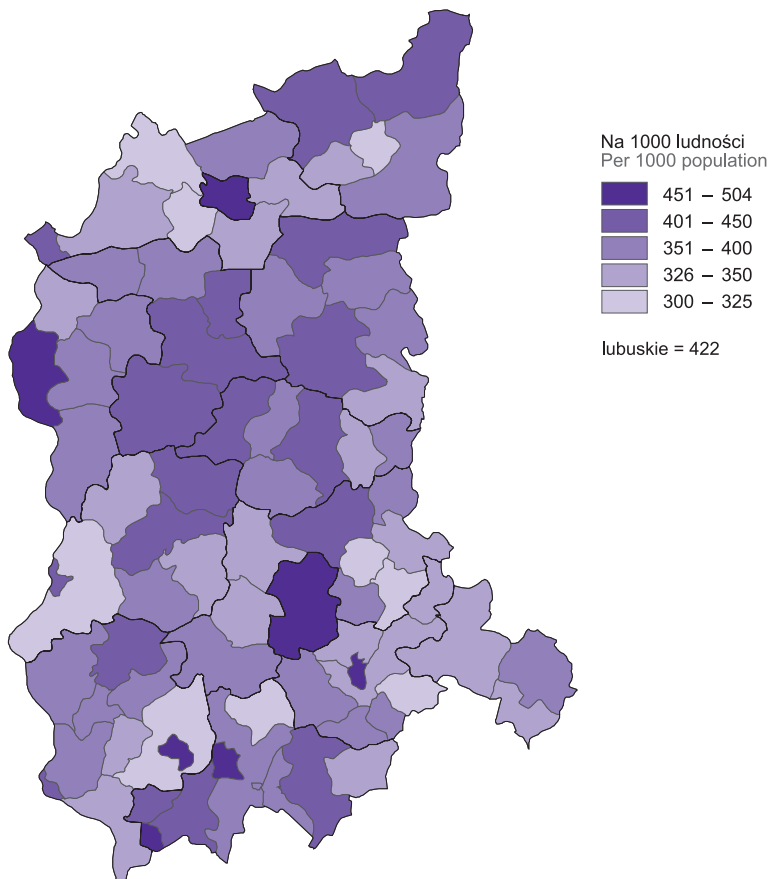 Na 1000 ludności
Per 1000 population
451 – 504
401 – 450
351 – 400
326 – 350
300 – 325
lubuskie = 422